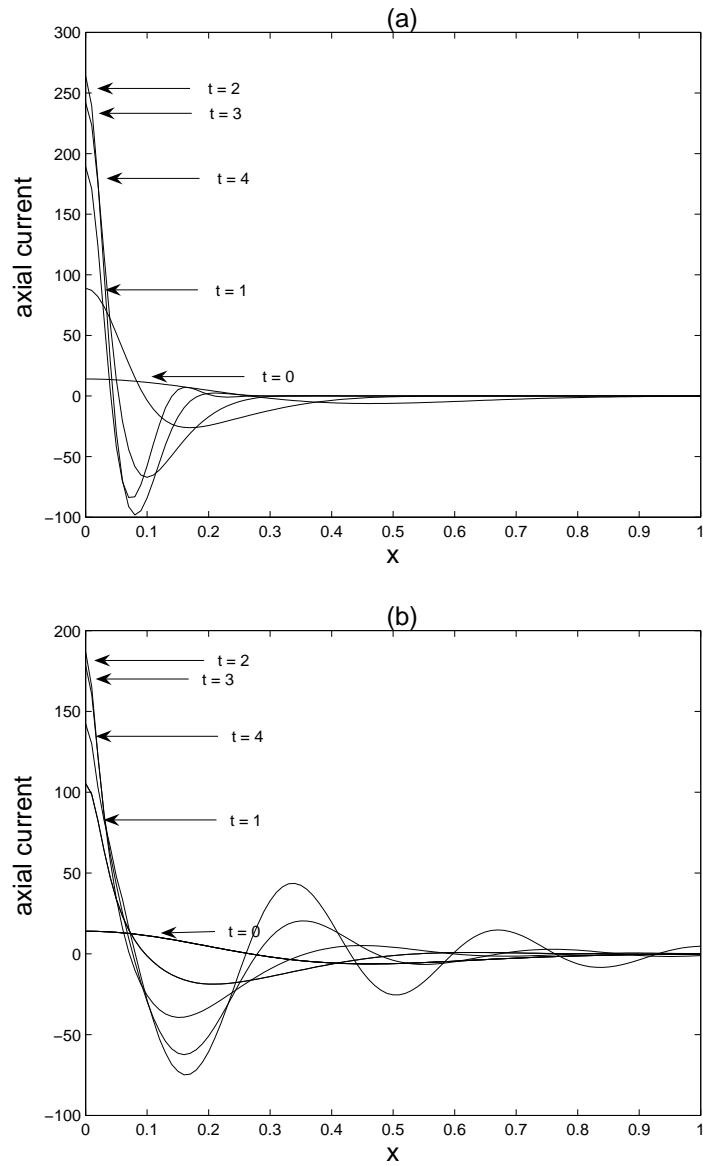 (a)
300
250
200
150
100
50
0
−50
−100
axial current
t = 2
t = 3
t = 4
t = 1
t = 0
0 0.1 0.2 0.3 0.4 0.5 0.6 0.7 0.8 0.9 1
x
(b)
200
150
100
50
0
−50
−100
axial current
t = 2
t = 3
t = 4
t = 1
t = 0
0 0.1 0.2 0.3 0.4 0.5 0.6 0.7 0.8 0.9 1
x